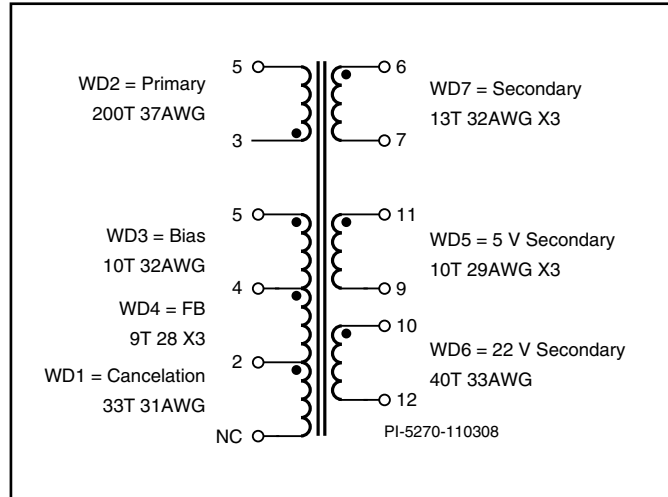 5
6
WD2 = Primary
200T 37AWG
WD7 = Secondary
13T 32AWG X3
3
7
5
11
WD3 = Bias
10T 32AWG
WD5 = 5 V Secondary
10T 29AWG X3
4
9
WD4 = FB
9T 28 X3
10
2
WD6 = 22 V Secondary
40T 33AWG
WD1 = Cancelation
33T 31AWG
12
NC
PI-5270-110308